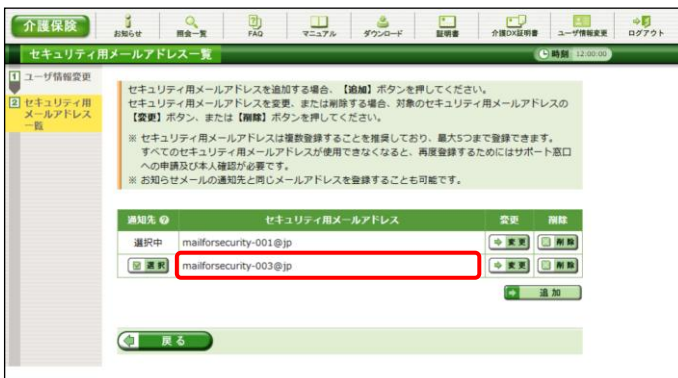 介護保険
お知らせ
照会一覧
FAQ
マニュアル
ダウンロード
証明書
介護DX証明書
ユーザ情報変更
ログアウト
セキュリティ用メールアドレス一覧
時刻 12:00:00
1 ユーザ情報変更
2 セキュリティ用
メールアドレス
一覧
セキュリティ用メールアドレスを追加する場合、【追加】ボタンを押してください。
セキュリティ用メールアドレスを変更、または削除する場合、対象のセキュリティ用メールアドレスの
【変更】ボタン、または【削除】ボタンを押してください。
※ セキュリティ用メールアドレスは複数登録することを推奨しており、最大5つまで登録できます。
すべてのセキュリティ用メールアドレスが使用できなくなると、再度登録するためにはサポート窓口
への申請及び本人確認が必要です。
※ お知らせメールの通知先と同じメールアドレスを登録することも可能です。
通知先 ? セキュリティ用メールアドレス 変更 削除
選択中 mailforsecurity-001@jp 変更 削除
選択 mailforsecurity-003@jp 変更 削除
追加
戻る